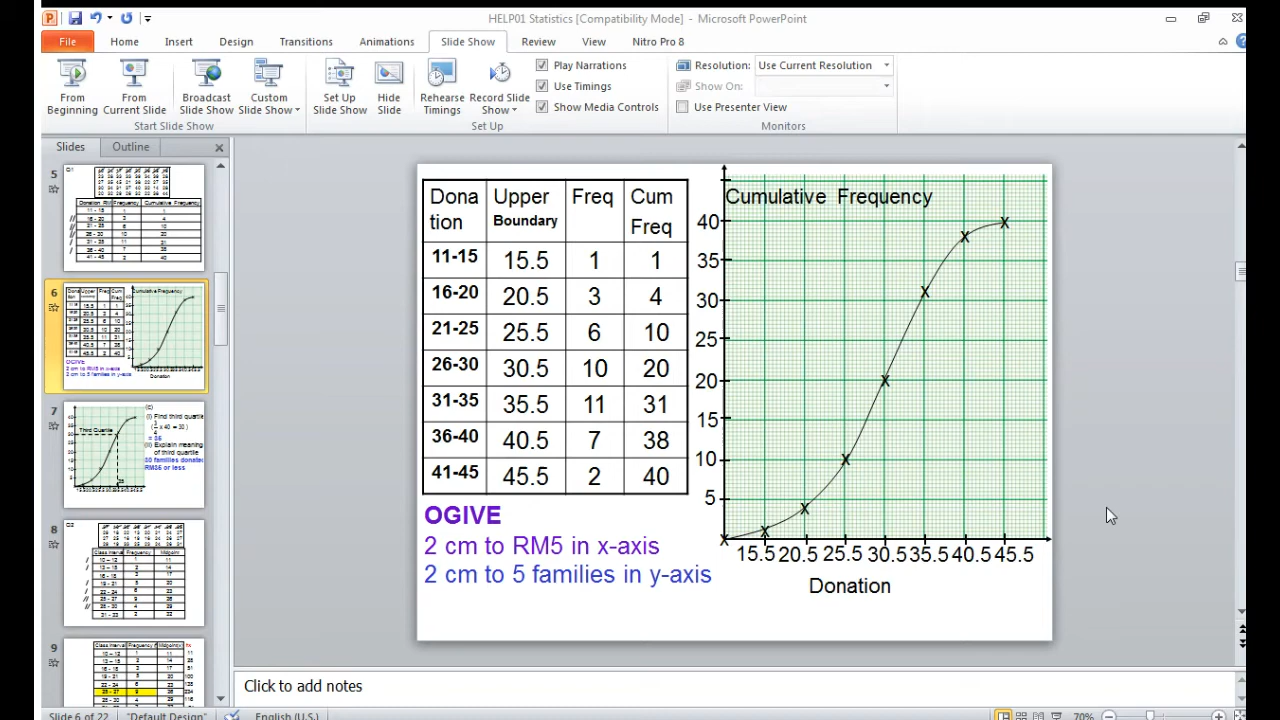 HELP01 Statistics [Compatibility Mode] - Microsoft PowerPoint
File Home Insert Design Transitions Animations Slide Show Review View Nitro Pro 8
From Beginning
From Current Slide
Broadcast Slide Show
Custom Slide Show
Start Slide Show
Set Up Slide Show
Hide Slide
Rehearse Timings
Record Slide Show
Play Narrations
Use Timings
Show Media Controls
Set Up
Resolution: Use Current Resolution
Show On:
Use Presenter View
Monitors
Slides Outline
5
6
7
8
9
Dona tion Upper Boundary Freq Cum Freq
11-15 15.5 1 1
16-20 20.5 3 4
21-25 25.5 6 10
26-30 30.5 10 20
31-35 35.5 11 31
36-40 40.5 7 38
41-45 45.5 2 40
OGIVE
2 cm to RM5 in x-axis
2 cm to 5 families in y-axis
Cumulative Frequency
40
35
30
25
20
15
10
5
15.5 20.5 25.5 30.5 35.5 40.5 45.5
Donation
Click to add notes
Slide 6 of 22 "Default Design" English (U.S.) 70%